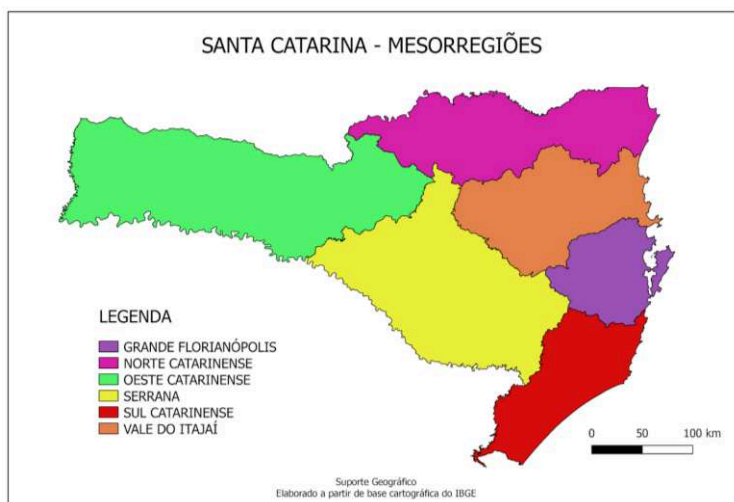 SANTA CATARINA - MESORREGIÕES
LEGENDA
GRANDE FLORIANÓPOLIS
NORTE CATARINENSE
OESTE CATARINENSE
SERRANA
SUL CATARINENSE
VALE DO ITAJAÍ
0 50 100 km
Suporte Geográfico
Elaborado a partir de base cartográfica do IBGE